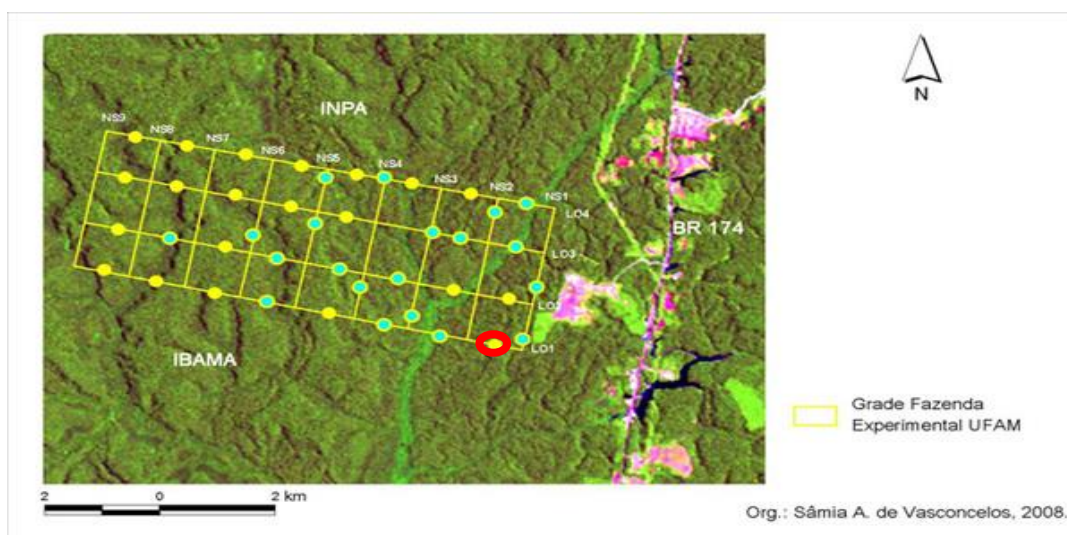 INPA
N
NS9
NS8
NS7
NS6
NS5
NS4
NS3
NS2
NS1
LO4
BR 174
LO3
LO2
LO1
IBAMA
Grade Fazenda
Experimental UFAM
2 0 2 km
Org.: Sâmia A. de Vasconcelos, 2008.